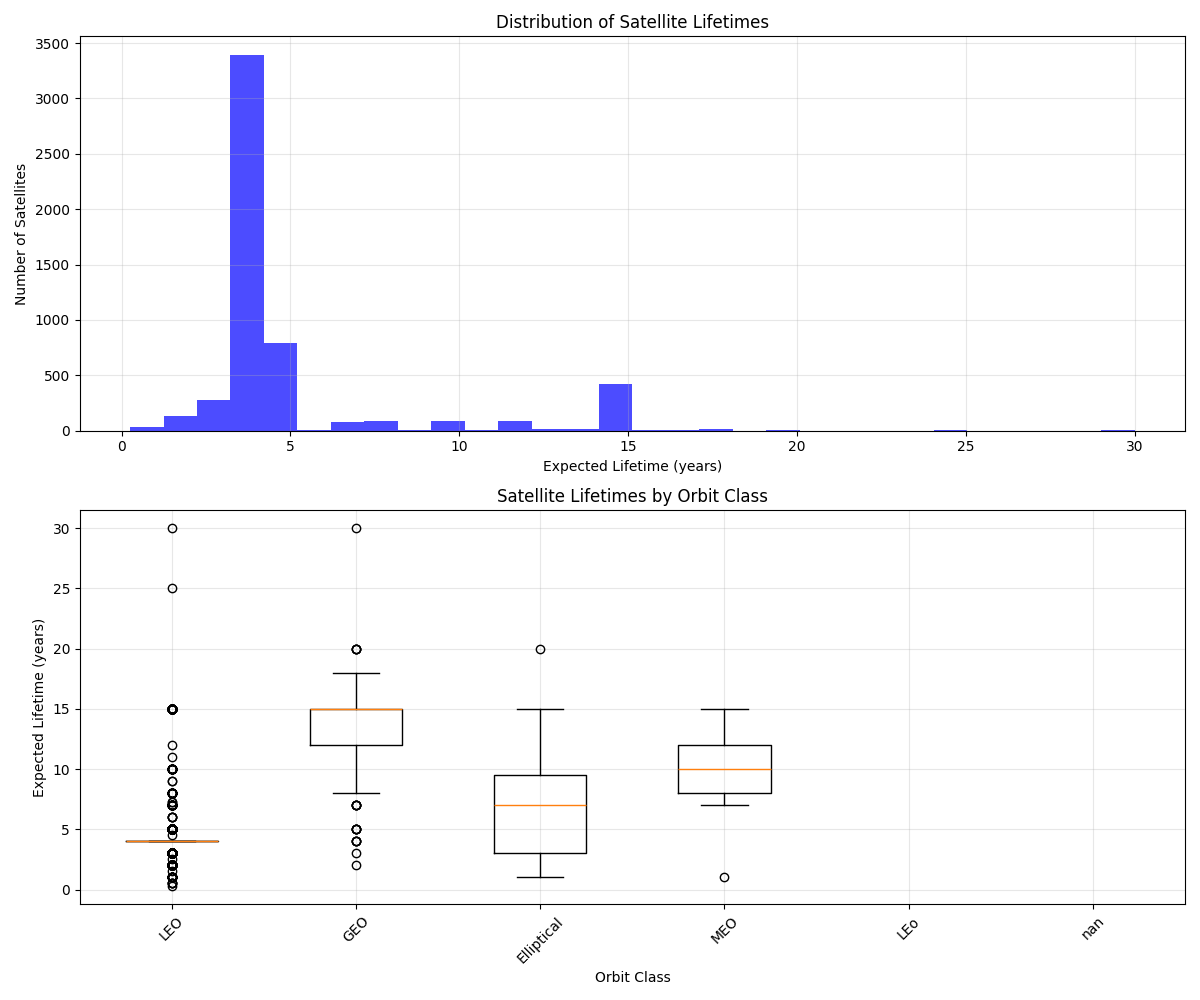 Distribution of Satellite Lifetimes
3500
3000
2500
2000
1500
1000
500
0
Number of Satellites
0 5 10 15 20 25 30
Expected Lifetime (years)
Satellite Lifetimes by Orbit Class
30
25
20
15
10
5
0
Expected Lifetime (years)
LEO GEO Elliptical MEO LEo nan
Orbit Class